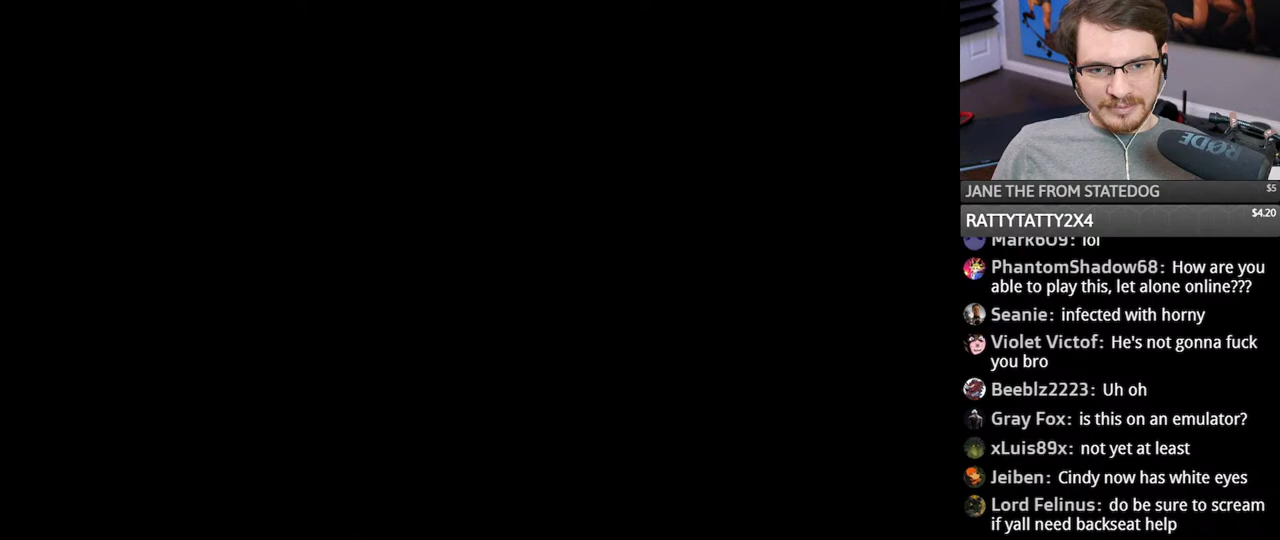 RØDE
JANE THE FROM STATEDOG
$5
RATTYTATTY2X4
$4.20
Mark6O9: lol
PhantomShadow68: How are you
able to play this, let alone online???
Seanie: infected with horny
Violet Victof: He's not gonna fuck
you bro
Beeblz2223: Uh oh
Gray Fox: is this on an emulator?
xLuis89x: not yet at least
Jeiben: Cindy now has white eyes
Lord Felinus: do be sure to scream
if yall need backseat help